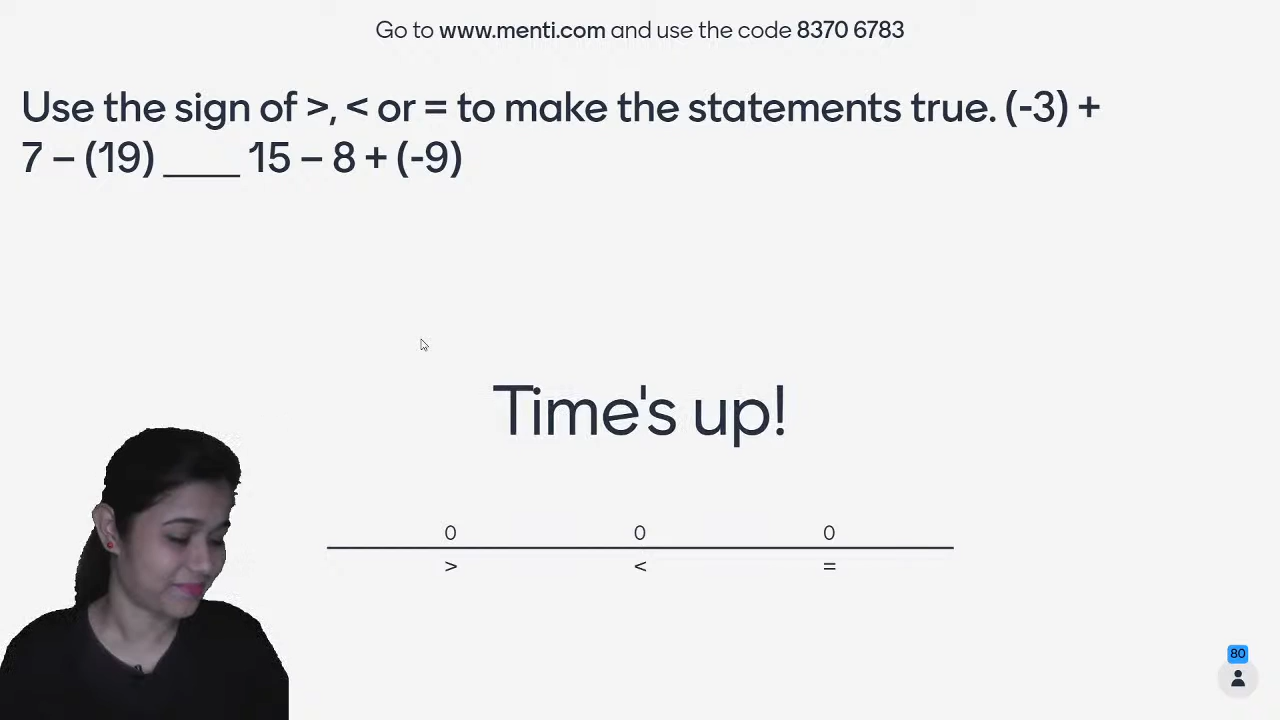 Go to www.menti.com and use the code 8370 6783
Use the sign of >, < or = to make the statements true. (-3) +
7 – (19) ____ 15 – 8 + (-9)
Time's up!
0 0 0
> < =
80